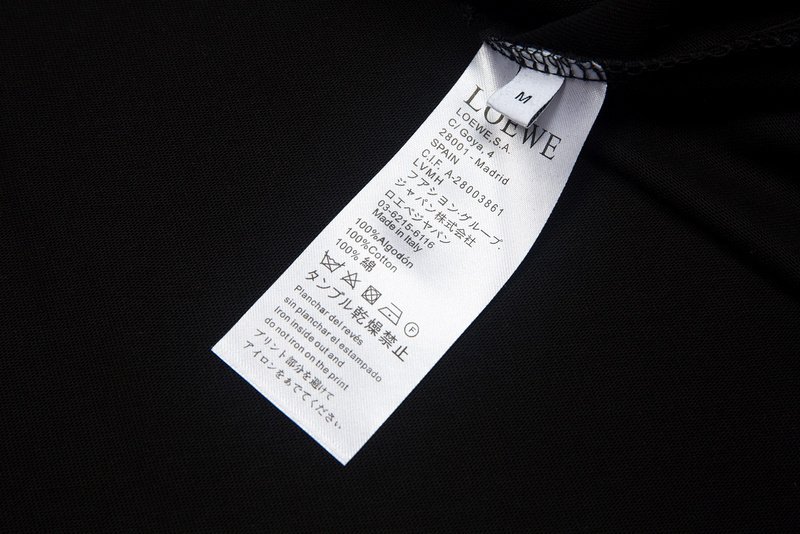 M
LOEWE
LOEWE,S.A.
C/ Goya, 4
28001 - Madrid
SPAIN
C.I.F. A-28003861
LVMH
ファション・グループ.
ジャパン株式会社
ロエベジャパン
03-6215-6116
Made in Italy
100%Algodón
100%Cotton
100% 綿
F
タンブル乾燥禁止
Planchar del revés
sin planchar el estampado
Iron inside out and
do not iron on the print
プリント部分を避けて
アイロンをあててください